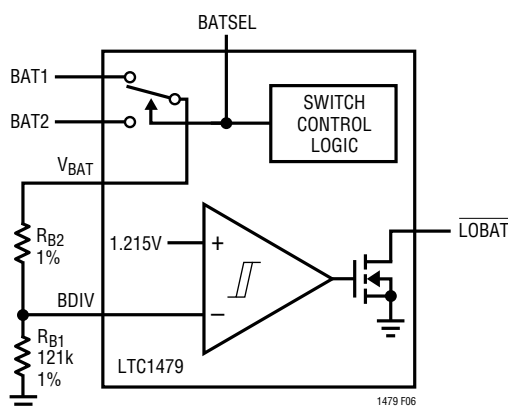 BATSEL
BAT1
BAT2
SWITCH
CONTROL
LOGIC
VBAT
RB2
1%
1.215V
+
LOBAT
BDIV
−
RB1
121k
1%
LTC1479
1479 F06